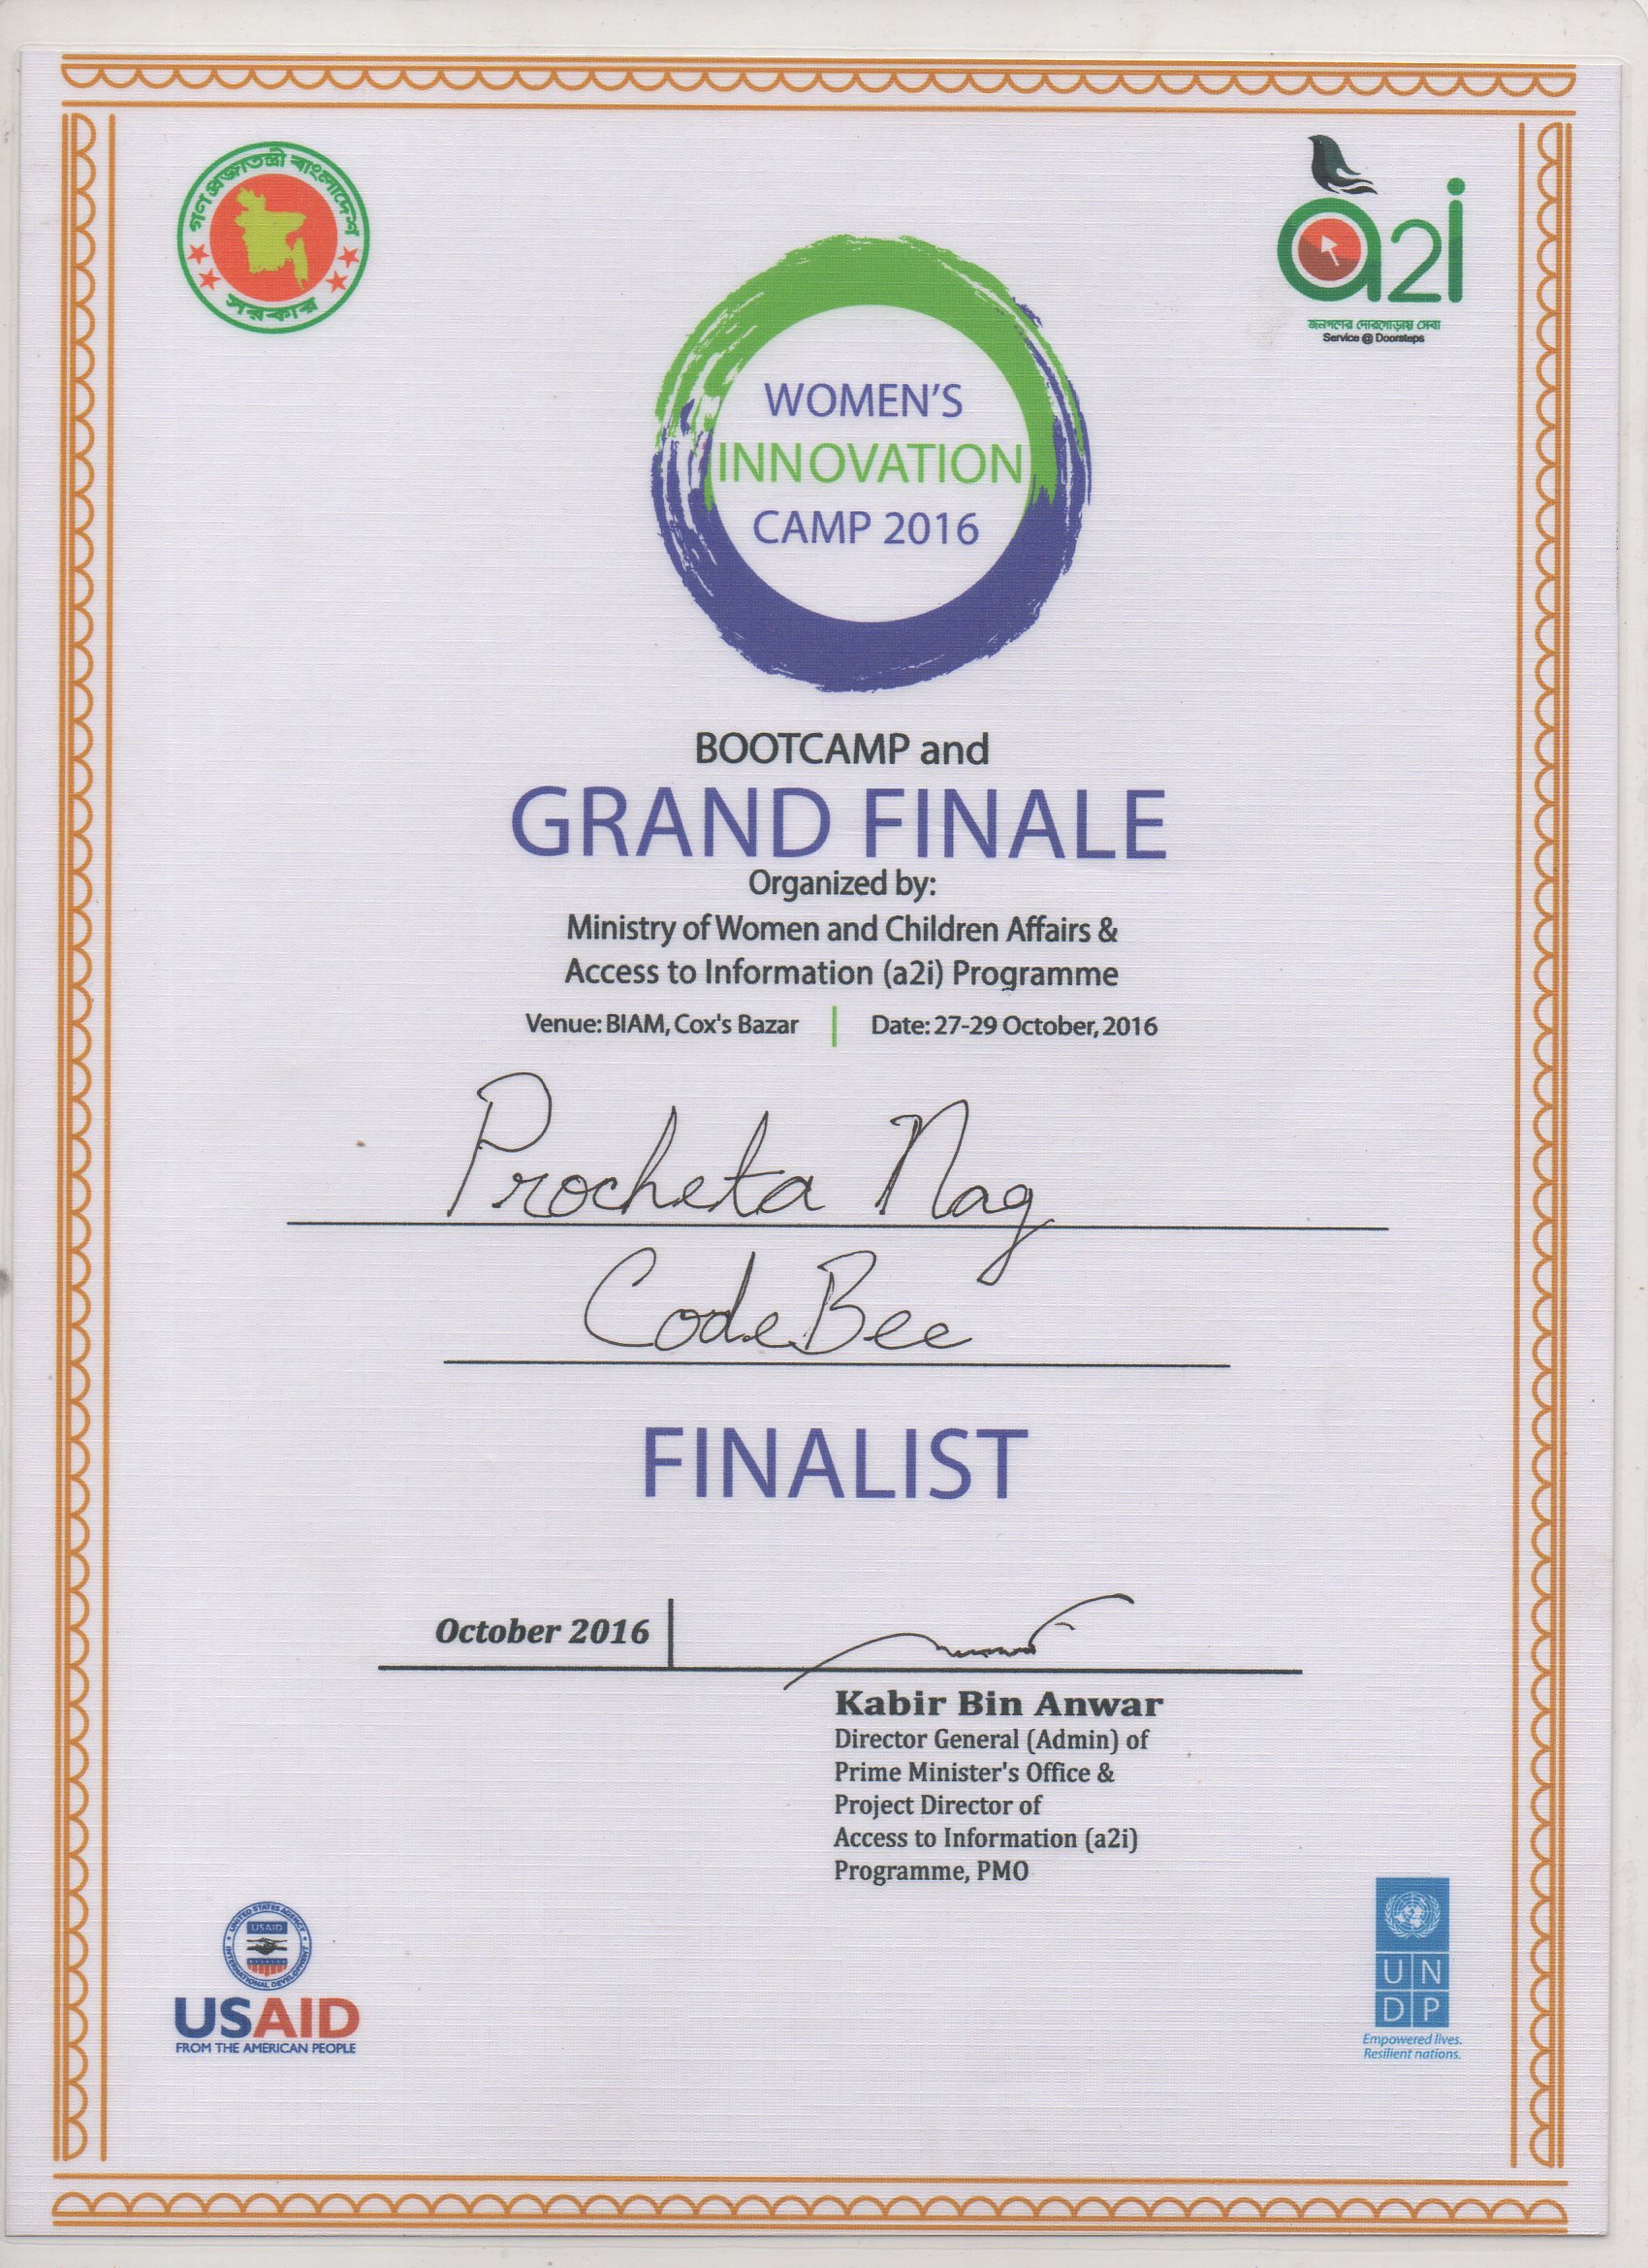 গণপ্রজাতন্ত্রী বাংলাদেশ
সরকার
a2i
জনগণের দোরগোড়ায় সেবা
Service @ Doorsteps
WOMEN'S
INNOVATION
CAMP 2016
BOOTCAMP and
GRAND FINALE
Organized by:
Ministry of Women and Children Affairs &
Access to Information (a2i) Programme
Venue: BIAM, Cox's Bazar | Date: 27-29 October, 2016
Procheta Nag
CodeBee
FINALIST
October 2016
Kabir Bin Anwar
Director General (Admin) of
Prime Minister's Office &
Project Director of
Access to Information (a2i)
Programme, PMO
UNITED STATES AGENCY
USAID
INTERNATIONAL DEVELOPMENT
USAID
FROM THE AMERICAN PEOPLE
UN
DP
Empowered lives.
Resilient nations.